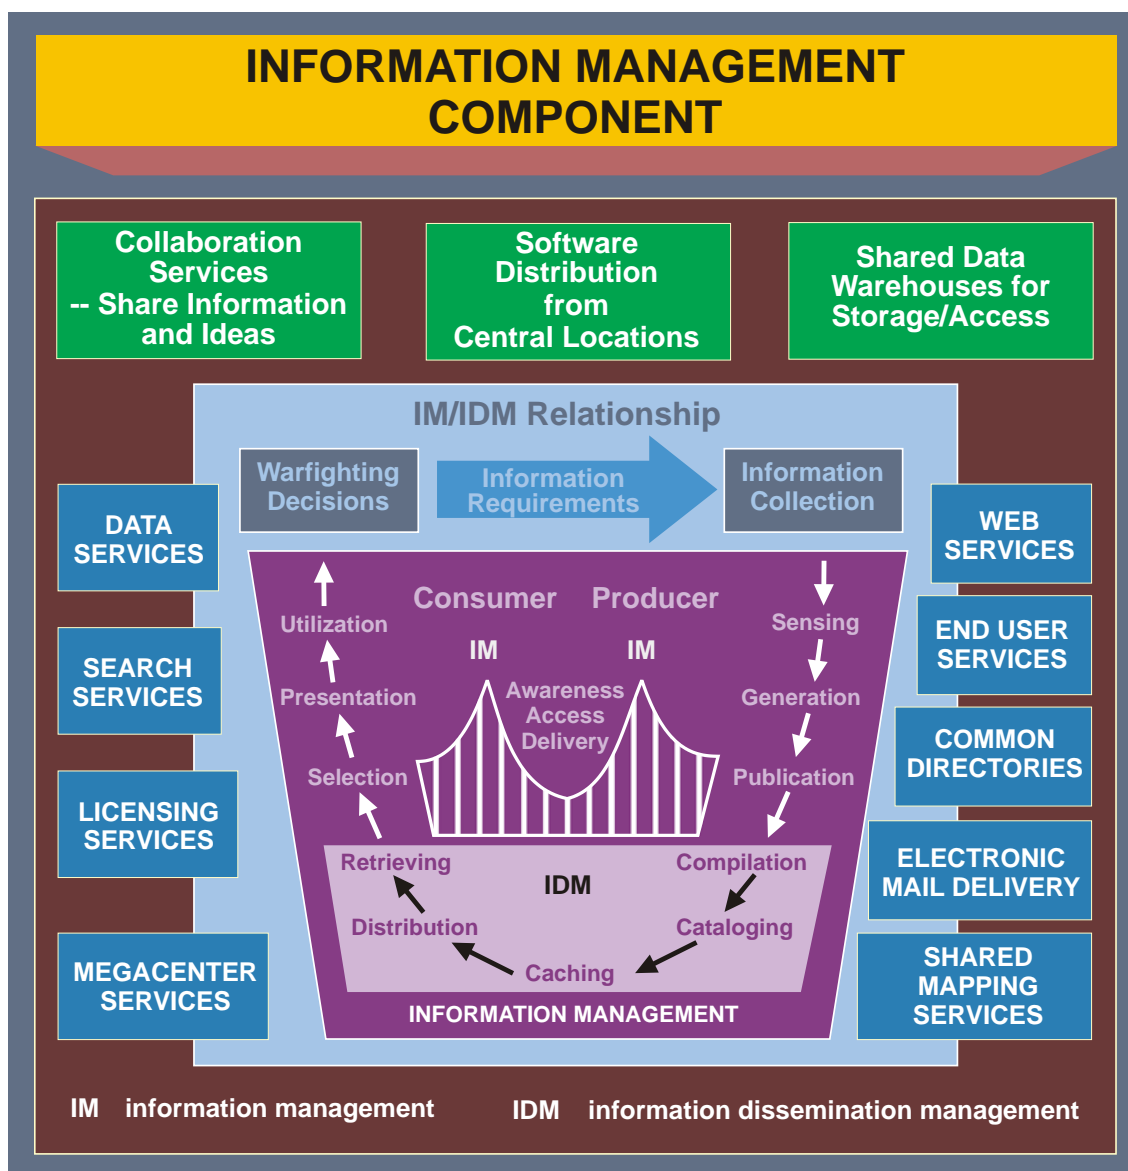 INFORMATION MANAGEMENT
COMPONENT
Collaboration
Services
-- Share Information
and Ideas
Software
Distribution
from
Central Locations
Shared Data
Warehouses for
Storage/Access
IM/IDM Relationship
Warfighting
Decisions
Information
Requirements
Information
Collection
DATA
SERVICES
SEARCH
SERVICES
LICENSING
SERVICES
MEGACENTER
SERVICES
Consumer
Producer
IM
IM
Awareness
Access
Delivery
Utilization
Presentation
Selection
Retrieving
Distribution
Caching
Sensing
Generation
Publication
Compilation
Cataloging
IDM
INFORMATION MANAGEMENT
WEB
SERVICES
END USER
SERVICES
COMMON
DIRECTORIES
ELECTRONIC
MAIL DELIVERY
SHARED
MAPPING
SERVICES
IM information management
IDM information dissemination management